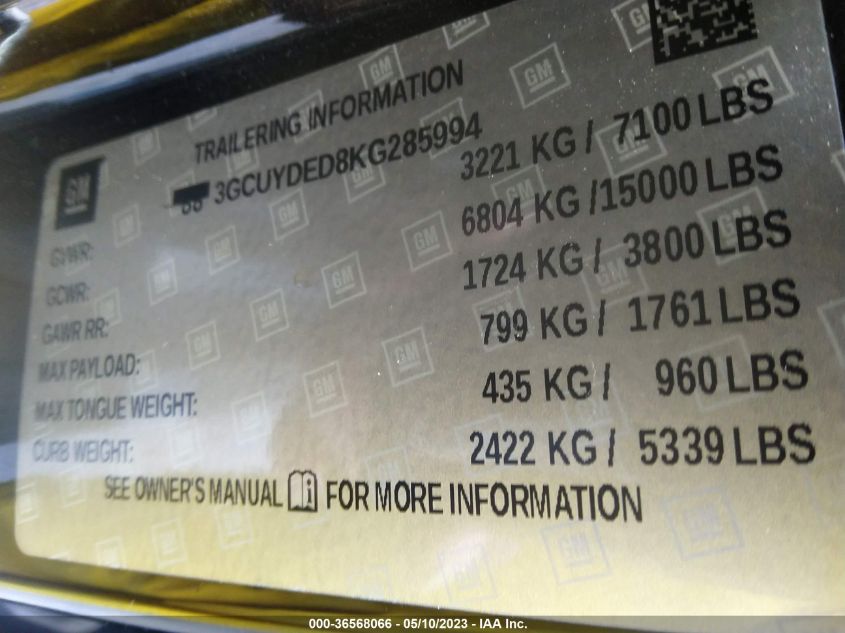 GM
TRAILERING INFORMATION
3GCUYDED8KG285994
GVWR: 3221 KG / 7100 LBS
GCWR: 6804 KG /15000 LBS
GAWR RR: 1724 KG / 3800 LBS
MAX PAYLOAD: 799 KG / 1761 LBS
MAX TONGUE WEIGHT: 435 KG / 960 LBS
CURB WEIGHT: 2422 KG / 5339 LBS
SEE OWNER'S MANUAL FOR MORE INFORMATION
000-36568066 - 05/10/2023 - IAA Inc.